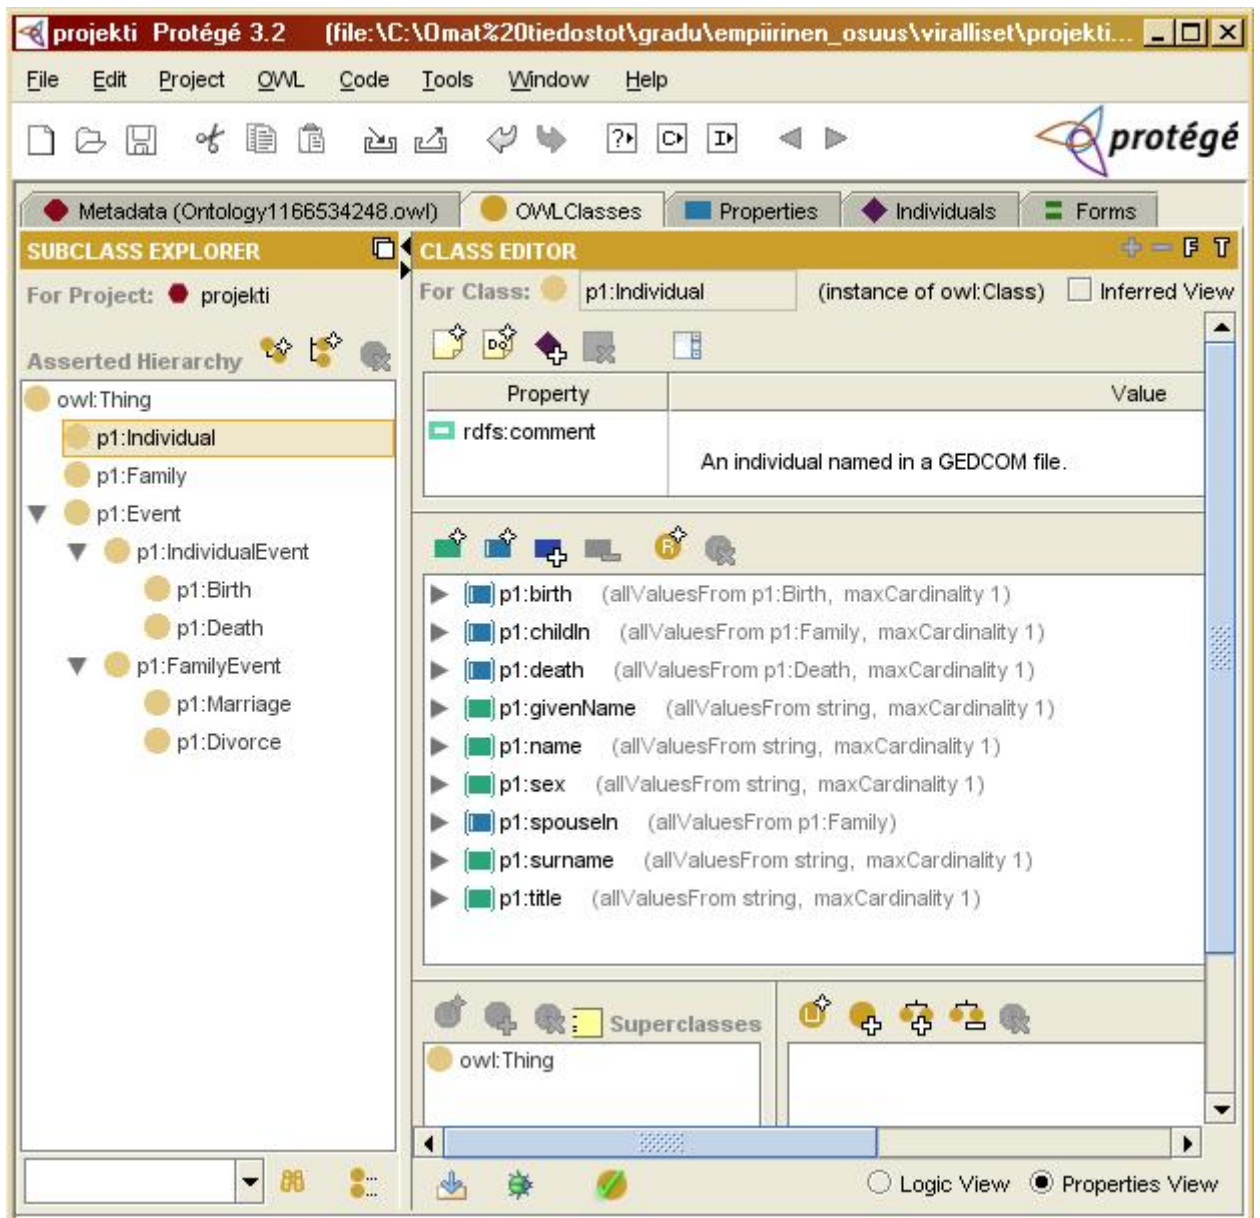 projekti Protégé 3.2 (file:\C:\Omat%20tiedostot\gradu\empiirinen_osuus\viralliset\projekti...
File Edit Project OWL Code Tools Window Help
protégé
Metadata (Ontology1166534248.owl) OWLClasses Properties Individuals Forms
SUBCLASS EXPLORER
For Project: projekti
Asserted Hierarchy
owl:Thing
p1:Individual
p1:Family
p1:Event
p1:IndividualEvent
p1:Birth
p1:Death
p1:FamilyEvent
p1:Marriage
p1:Divorce
CLASS EDITOR
F T
For Class: p1:Individual (instance of owl:Class) Inferred View
Property Value
rdfs:comment An individual named in a GEDCOM file.
p1:birth (allValuesFrom p1:Birth, maxCardinality 1)
p1:childIn (allValuesFrom p1:Family, maxCardinality 1)
p1:death (allValuesFrom p1:Death, maxCardinality 1)
p1:givenName (allValuesFrom string, maxCardinality 1)
p1:name (allValuesFrom string, maxCardinality 1)
p1:sex (allValuesFrom string, maxCardinality 1)
p1:spouseIn (allValuesFrom p1:Family)
p1:surname (allValuesFrom string, maxCardinality 1)
p1:title (allValuesFrom string, maxCardinality 1)
Superclasses
owl:Thing
Logic View Properties View